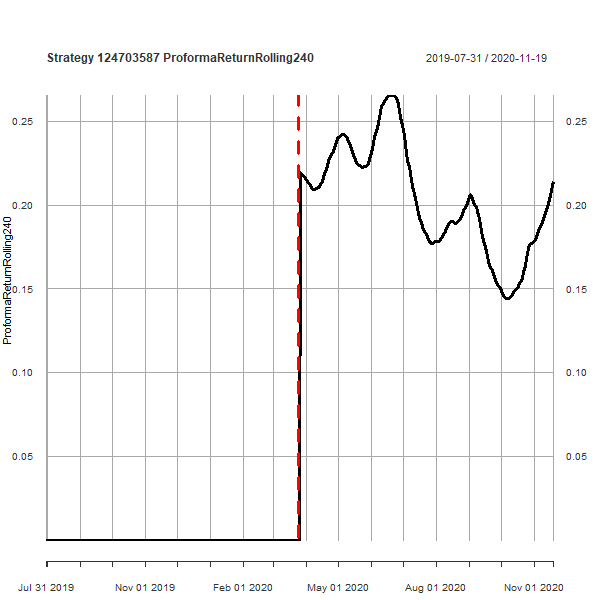 Strategy 124703587 ProformaReturnRolling240
2019-07-31 / 2020-11-19
ProformaReturnRolling240
0.25
0.20
0.15
0.10
0.05
0.25
0.20
0.15
0.10
0.05
Jul 31 2019
Nov 01 2019
Feb 01 2020
May 01 2020
Aug 01 2020
Nov 01 2020